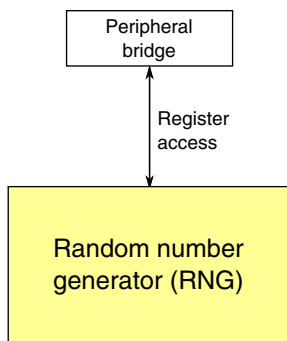 Peripheral
bridge
Register
access
Random number
generator (RNG)